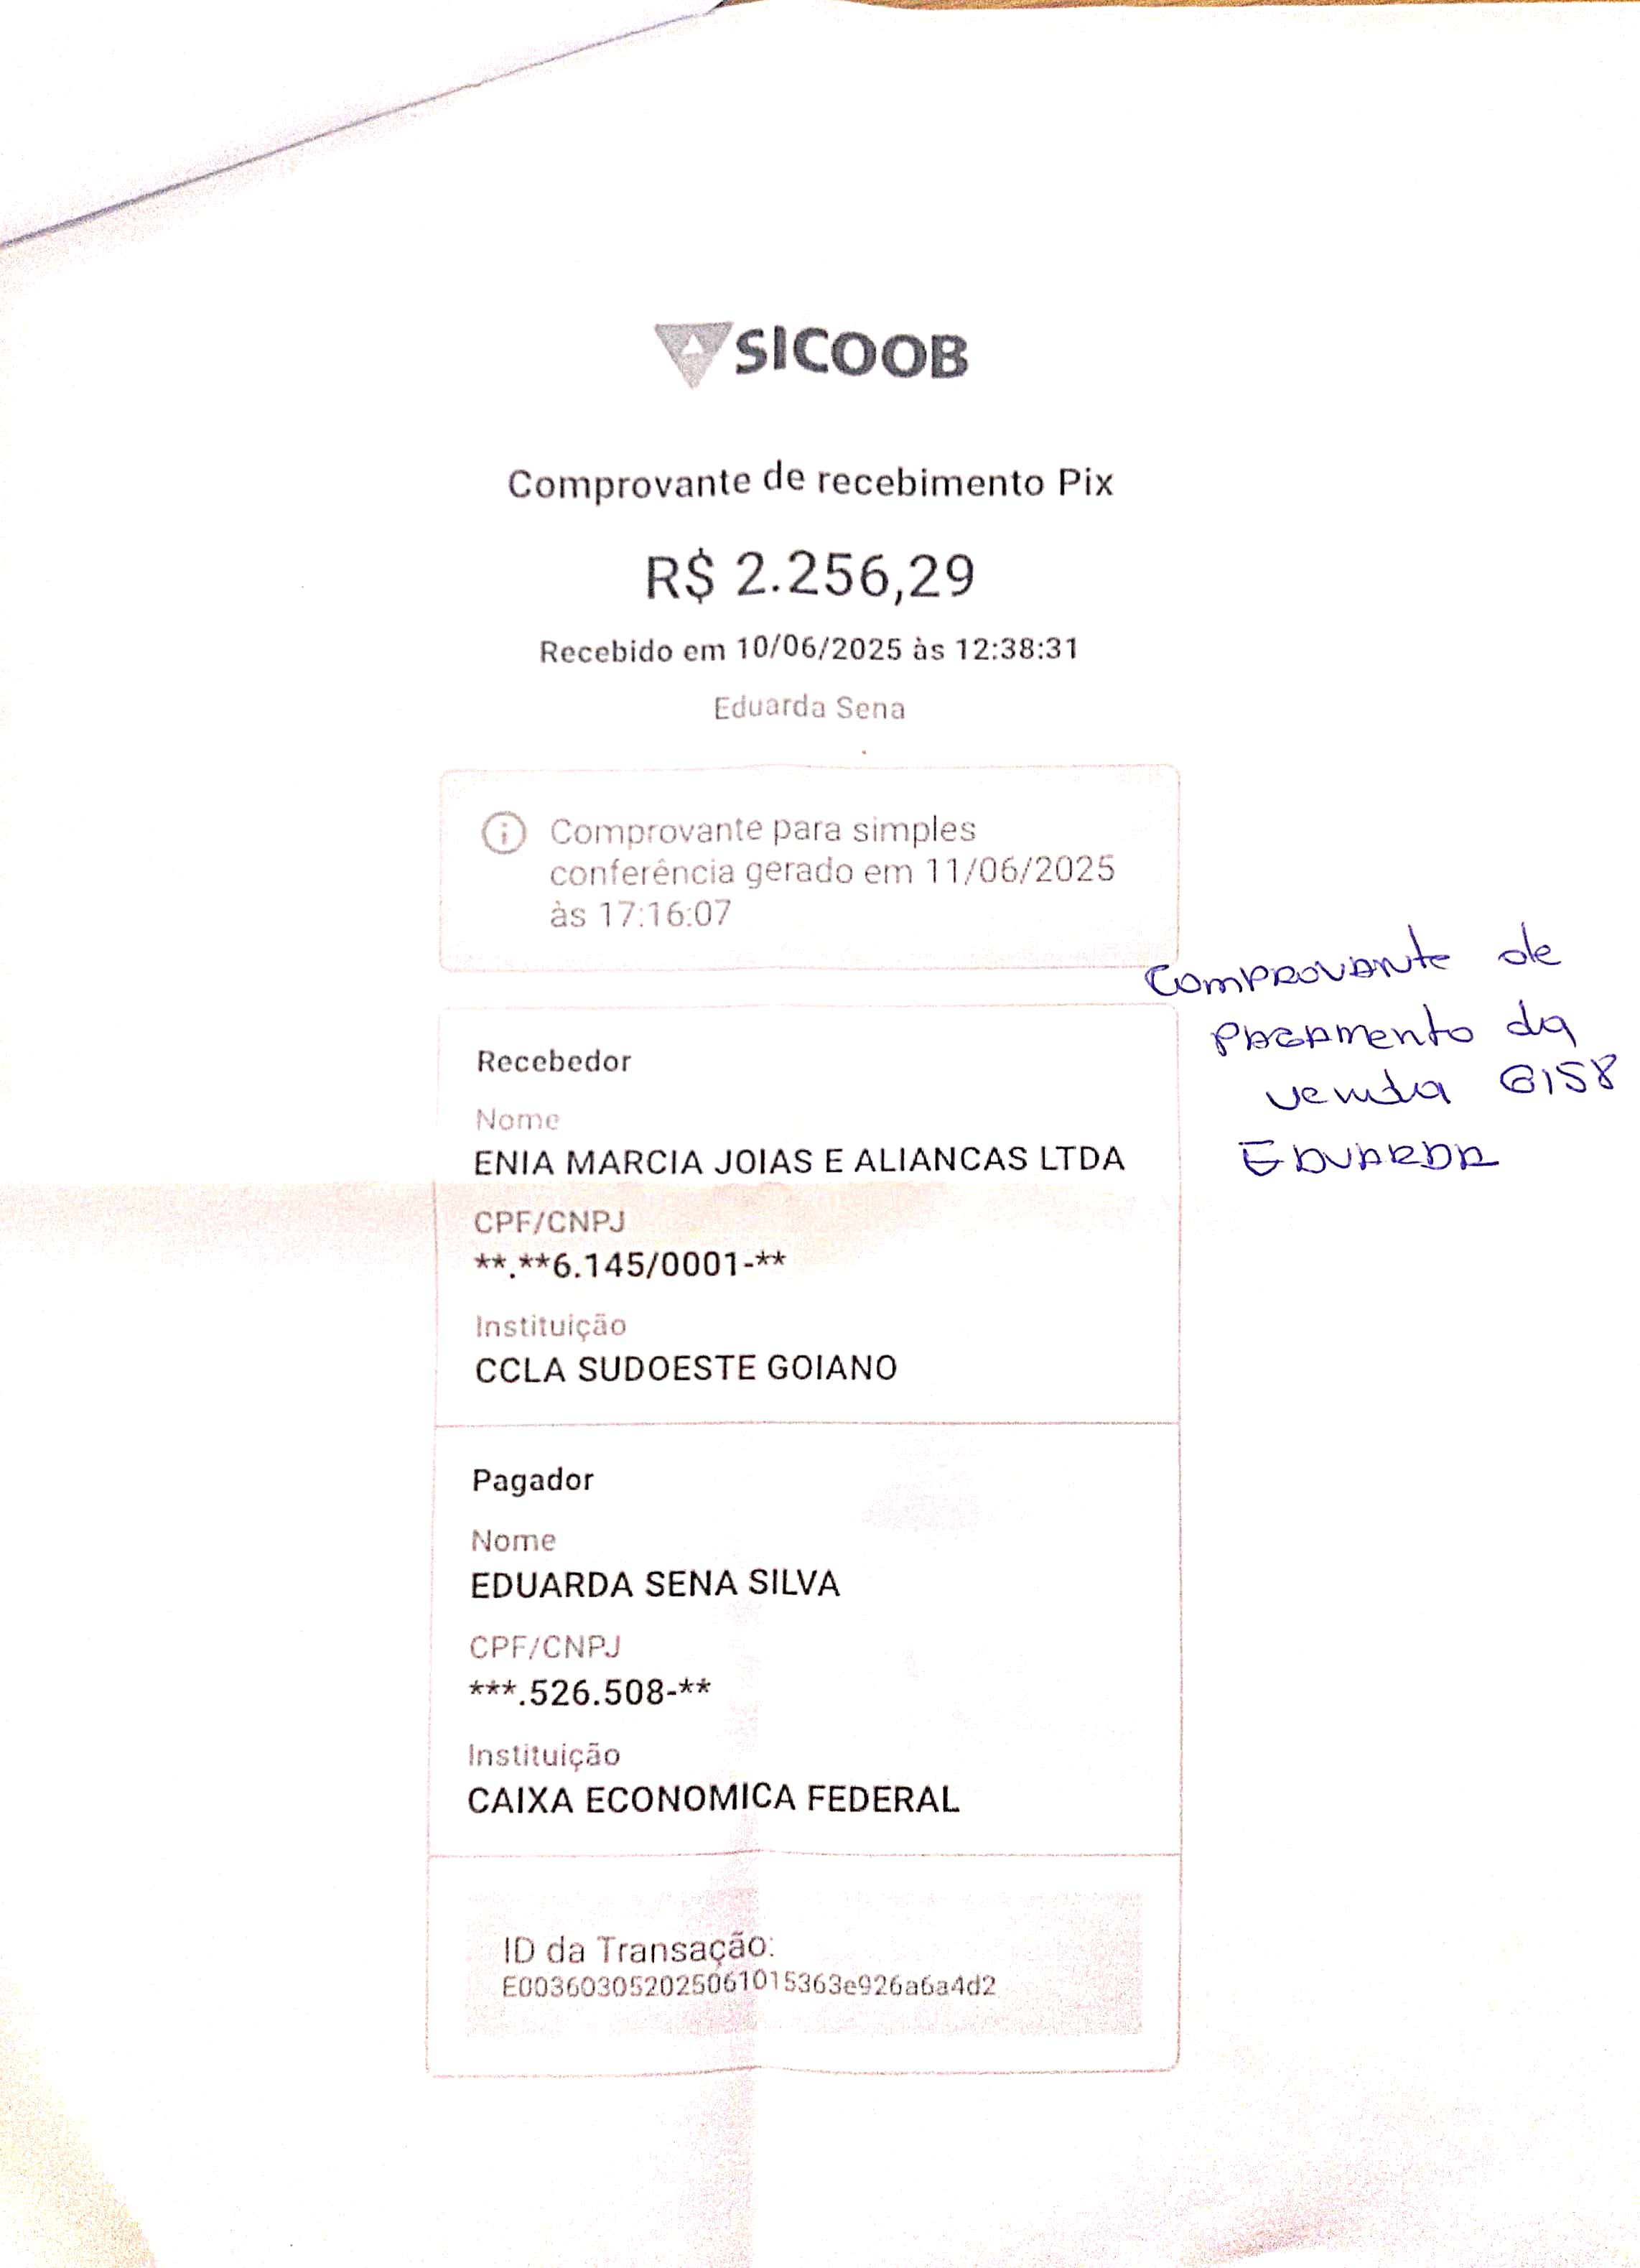 SICOOB
Comprovante de recebimento Pix
R$ 2.256,29
Recebido em 10/06/2025 às 12:38:31
Eduarda Sena
Comprovante para simples
conferência gerado em 11/06/2025
às 17:16:07
Comprovante de
pagamento da
venda 6158
Eduarda
Recebedor
Nome
ENIA MARCIA JOIAS E ALIANCAS LTDA
CPF/CNPJ
**.**6.145/0001-**
Instituição
CCLA SUDOESTE GOIANO
Pagador
Nome
EDUARDA SENA SILVA
CPF/CNPJ
***.526.508-**
Instituição
CAIXA ECONOMICA FEDERAL
ID da Transação:
E003603052025061015363e926a6a4d2